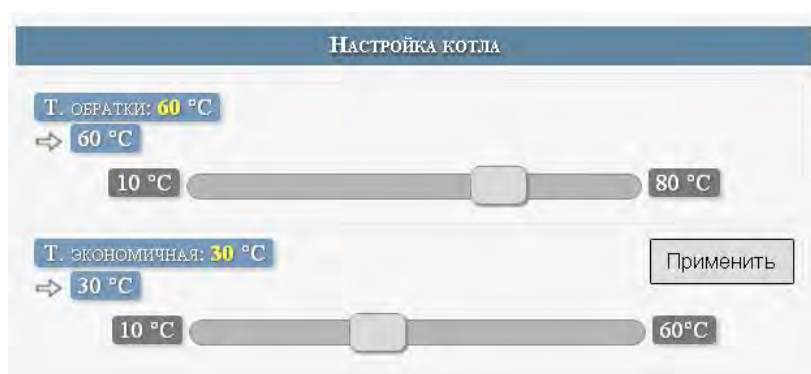 Настройка котла
Т. обратки: 60 °C
⇨ 60 °C
10 °C 80 °C
Т. экономичная: 30 °C
Применить
⇨ 30 °C
10 °C 60°C